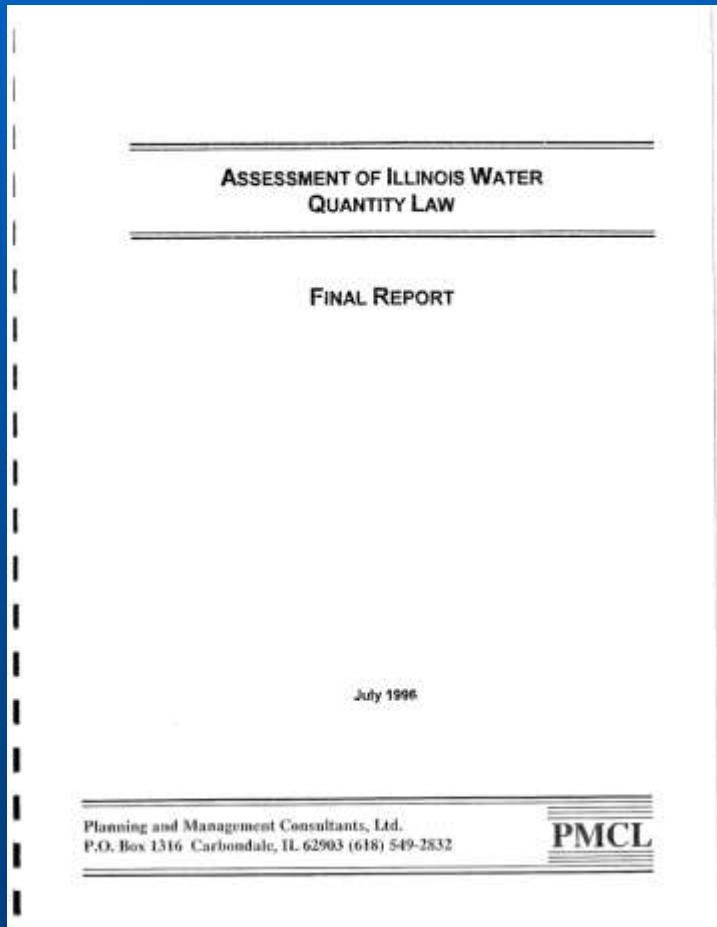 ASSESSMENT OF ILLINOIS WATER
QUANTITY LAW
FINAL REPORT
July 1996
Planning and Management Consultants, Ltd.
P.O. Box 1316 Carbondale, IL 62903 (618) 549-2832
PMCL